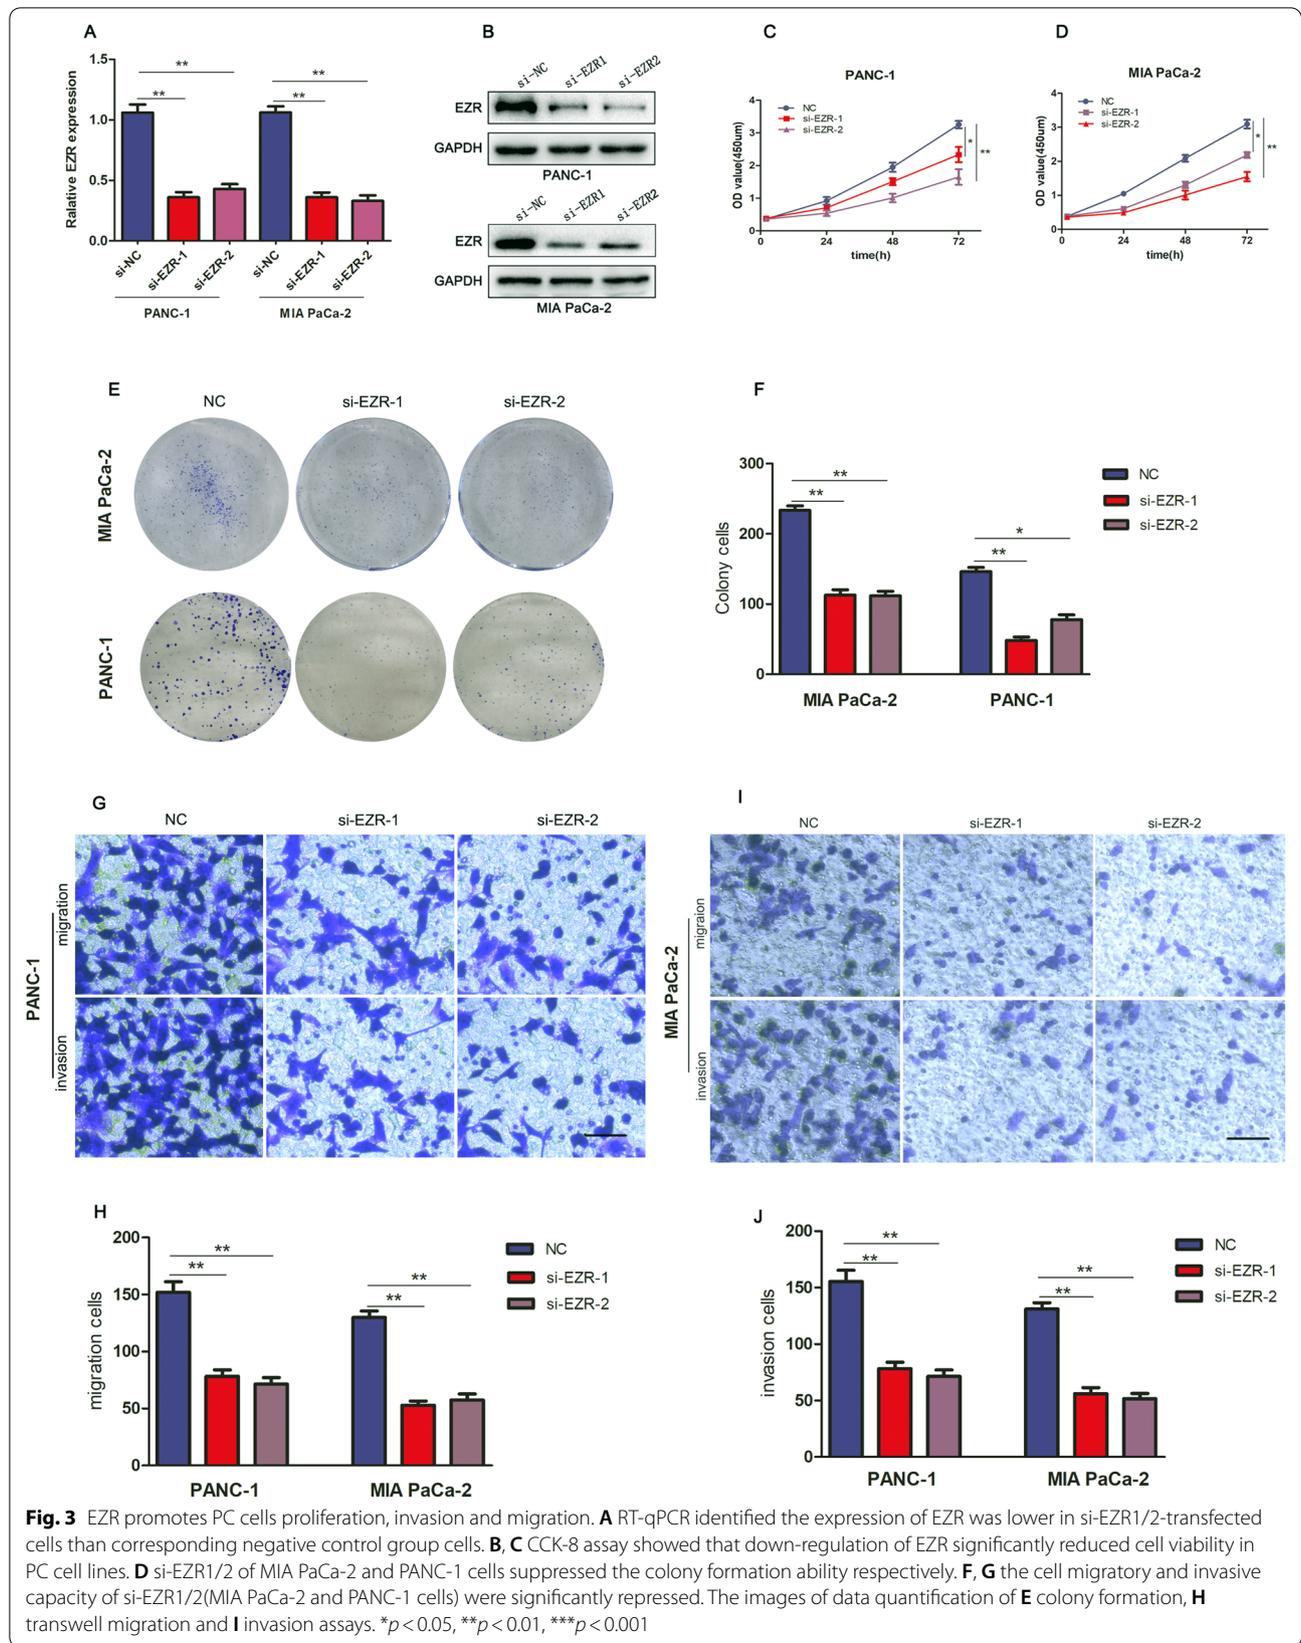 A
Ralative EZR expression
1.5
1.0
0.5
0.0
**
**
**
**
si-NC
si-EZR-1
si-EZR-2
si-NC
si-EZR-1
si-EZR-2
PANC-1
MIA PaCa-2
B
si-NC
si-EZR1
si-EZR2
EZR
GAPDH
PANC-1
si-NC
si-EZR1
si-EZR2
EZR
GAPDH
MIA PaCa-2
C
PANC-1
OD value(450um)
4
3
2
1
0
NC
si-EZR-1
si-EZR-2
*
**
0 24 48 72
time(h)
D
MIA PaCa-2
OD value(450um)
4
3
2
1
0
NC
si-EZR-1
si-EZR-2
*
**
0 24 48 72
time(h)
E
NC si-EZR-1 si-EZR-2
MIA PaCa-2
PANC-1
F
Colony cells
300
200
100
0
**
**
*
**
MIA PaCa-2 PANC-1
NC
si-EZR-1
si-EZR-2
G
NC si-EZR-1 si-EZR-2
PANC-1
migration
invasion
I
NC si-EZR-1 si-EZR-2
MIA PaCa-2
migraion
invasion
H
migration cells
200
150
100
50
0
**
**
**
**
PANC-1 MIA PaCa-2
NC
si-EZR-1
si-EZR-2
J
invasion cells
200
150
100
50
0
**
**
**
**
PANC-1 MIA PaCa-2
NC
si-EZR-1
si-EZR-2
Fig. 3 EZR promotes PC cells proliferation, invasion and migration. A RT-qPCR identified the expression of EZR was lower in si-EZR1/2-transfected
cells than corresponding negative control group cells. B, C CCK-8 assay showed that down-regulation of EZR significantly reduced cell viability in
PC cell lines. D si-EZR1/2 of MIA PaCa-2 and PANC-1 cells suppressed the colony formation ability respectively. F, G the cell migratory and invasive
capacity of si-EZR1/2(MIA PaCa-2 and PANC-1 cells) were significantly repressed. The images of data quantification of E colony formation, H
transwell migration and I invasion assays. *p < 0.05, **p < 0.01, ***p < 0.001